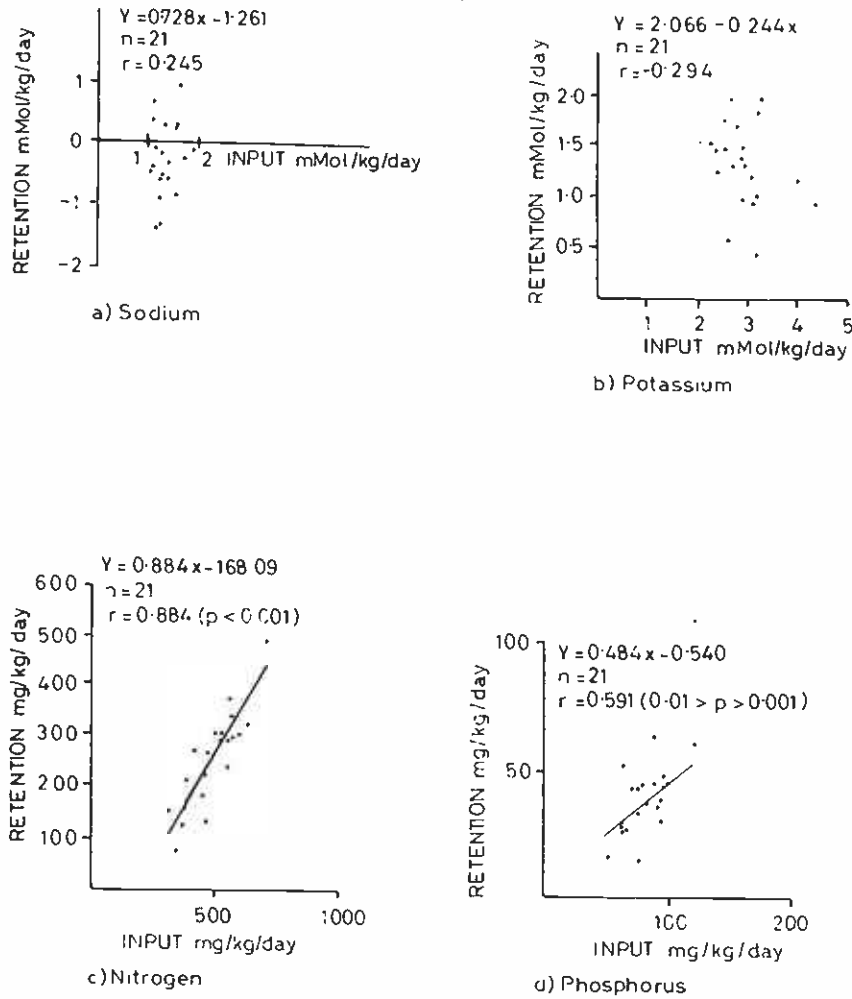 Y=0.728x-1.261
n=21
r=0.245
RETENTION mMol/kg/day
1
0
-1
-2
1
2 INPUT mMol/kg/day
a) Sodium
Y=2.066-0.244x
n=21
r=-0.294
RETENTION mMol/kg/day
2.0
1.5
1.0
0.5
1 2 3 4 5
INPUT mMol/kg/day
b) Potassium
Y=0.884x-168 09
n=21
r=0.884 (p<0.001)
RETENTION mg/kg/day
600
500
400
300
200
100
500 1000
INPUT mg/kg/day
c) Nitrogen
Y=0.484x-0.540
n=21
r=0.591 (0.01 > p >0.001)
RETENTION mg/kg/day
100
50
100 200
INPUT mg/kg/day
d) Phosphorus